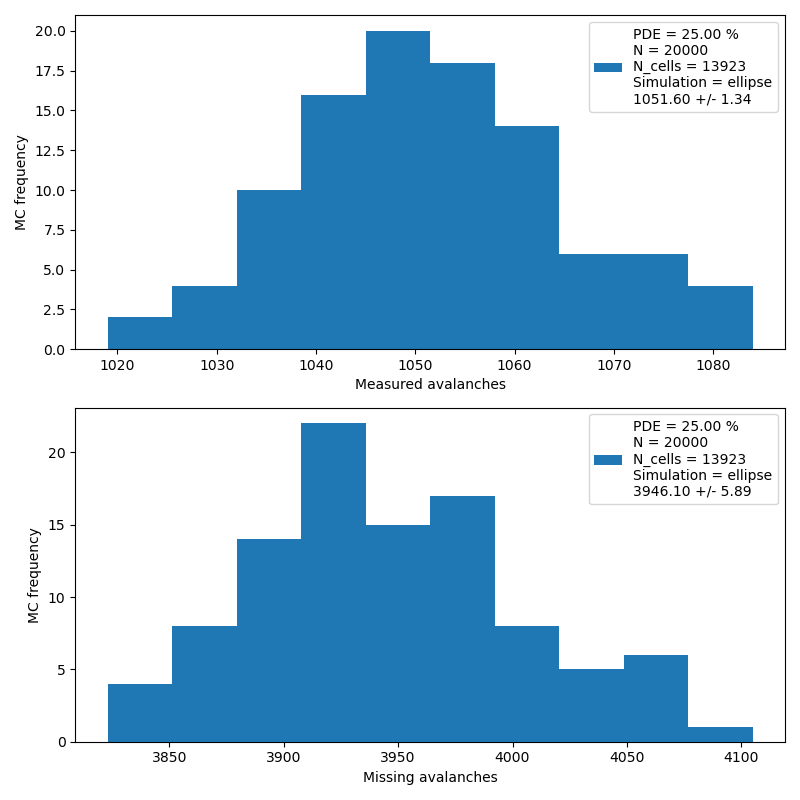 20.0
17.5
15.0
12.5
10.0
7.5
5.0
2.5
0.0
MC frequency
PDE = 25.00 %
N = 20000
N_cells = 13923
Simulation = ellipse
1051.60 +/- 1.34
1020 1030 1040 1050 1060 1070 1080
Measured avalanches
20
15
10
5
0
MC frequency
PDE = 25.00 %
N = 20000
N_cells = 13923
Simulation = ellipse
3946.10 +/- 5.89
3850 3900 3950 4000 4050 4100
Missing avalanches